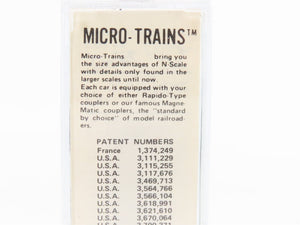 MICRO-TRAINS™
Micro-Trains bring you
the size advantages of N-Scale
with details only found in the
larger scales until now.
Each car is equipped with your
choice of either Rapido-Type
couplers or our famous Magne-
Matic couplers, the "standard
by choice" of model railroad-
ers.
PATENT NUMBERS
France 1,374,249
U.S.A. 3,111,229
U.S.A. 3,115,255
U.S.A. 3,117,676
U.S.A. 3,469,713
U.S.A. 3,564,766
U.S.A. 3,566,104
U.S.A. 3,618,991
U.S.A. 3,621,610
U.S.A. 3,670,064